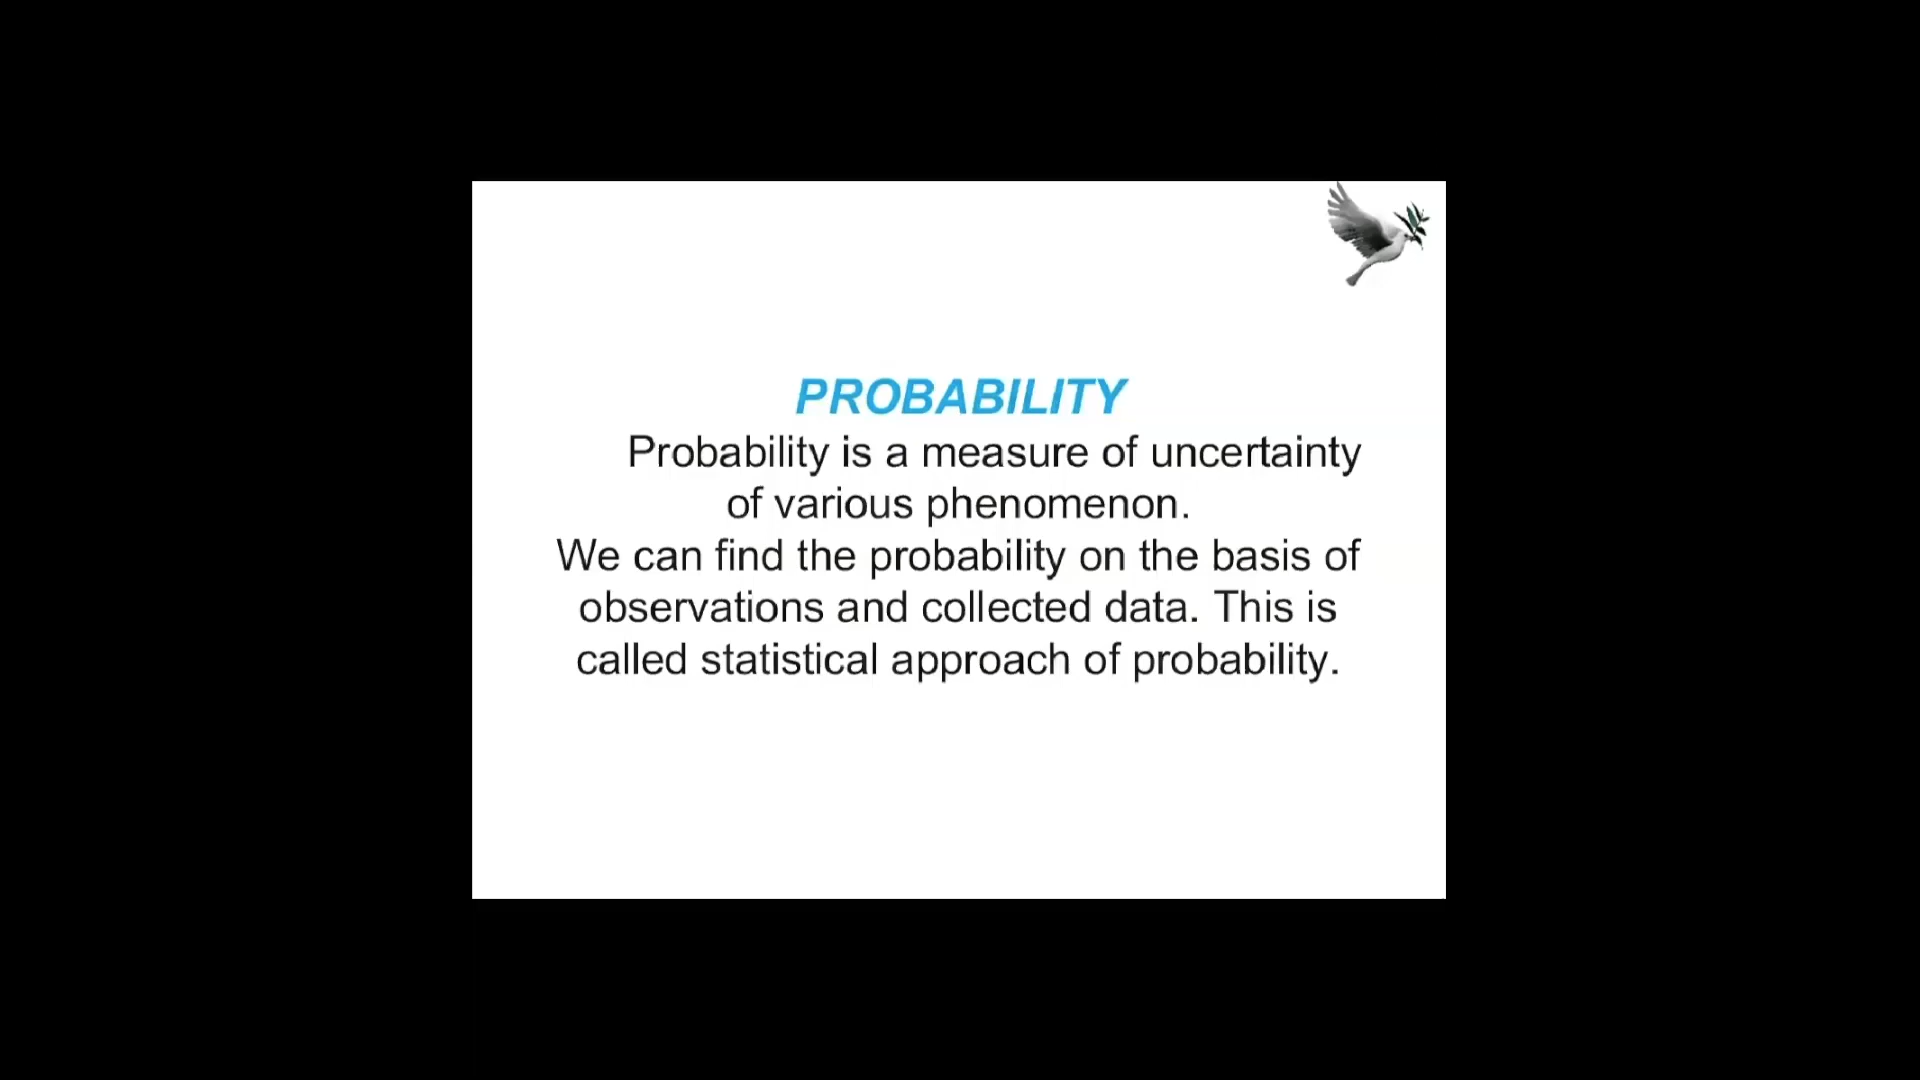 PROBABILITY
Probability is a measure of uncertainty
of various phenomenon.
We can find the probability on the basis of
observations and collected data. This is
called statistical approach of probability.